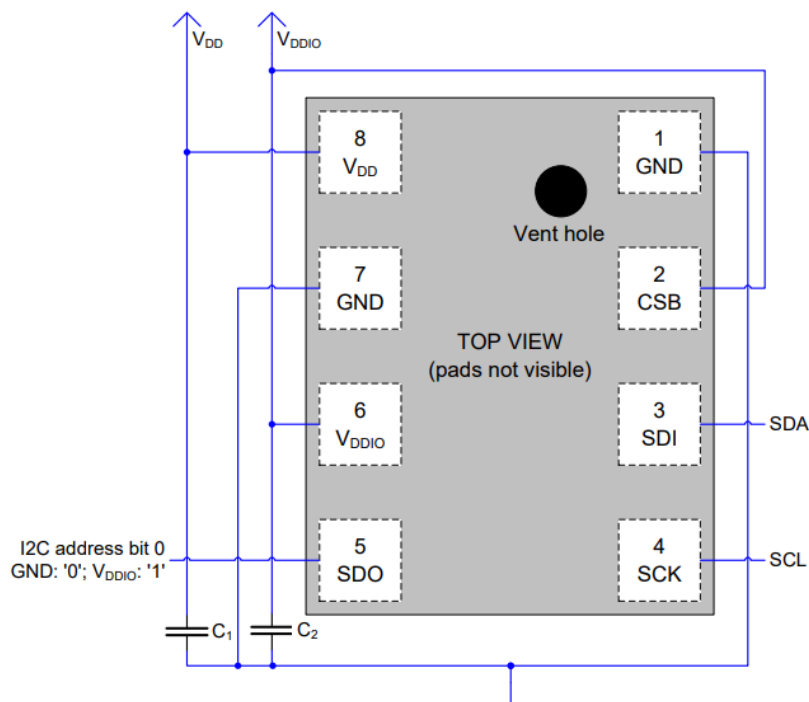 VDD
VDDIO
8
VDD
1
GND
Vent hole
7
GND
2
CSB
TOP VIEW
(pads not visible)
6
VDDIO
3
SDI
SDA
I2C address bit 0
GND: '0'; VDDIO: '1'
5
SDO
4
SCK
SCL
C1
C2